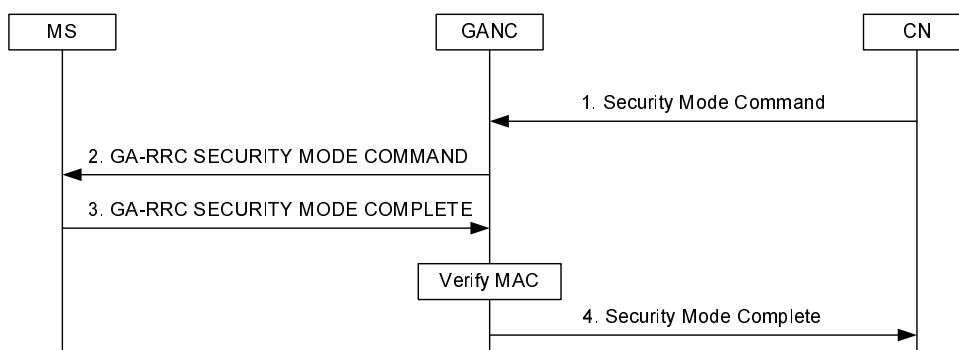 MS
GANC
CN
1. Security Mode Command
2. GA-RRC SECURITY MODE COMMAND
3. GA-RRC SECURITY MODE COMPLETE
Verify MAC
4. Security Mode Complete